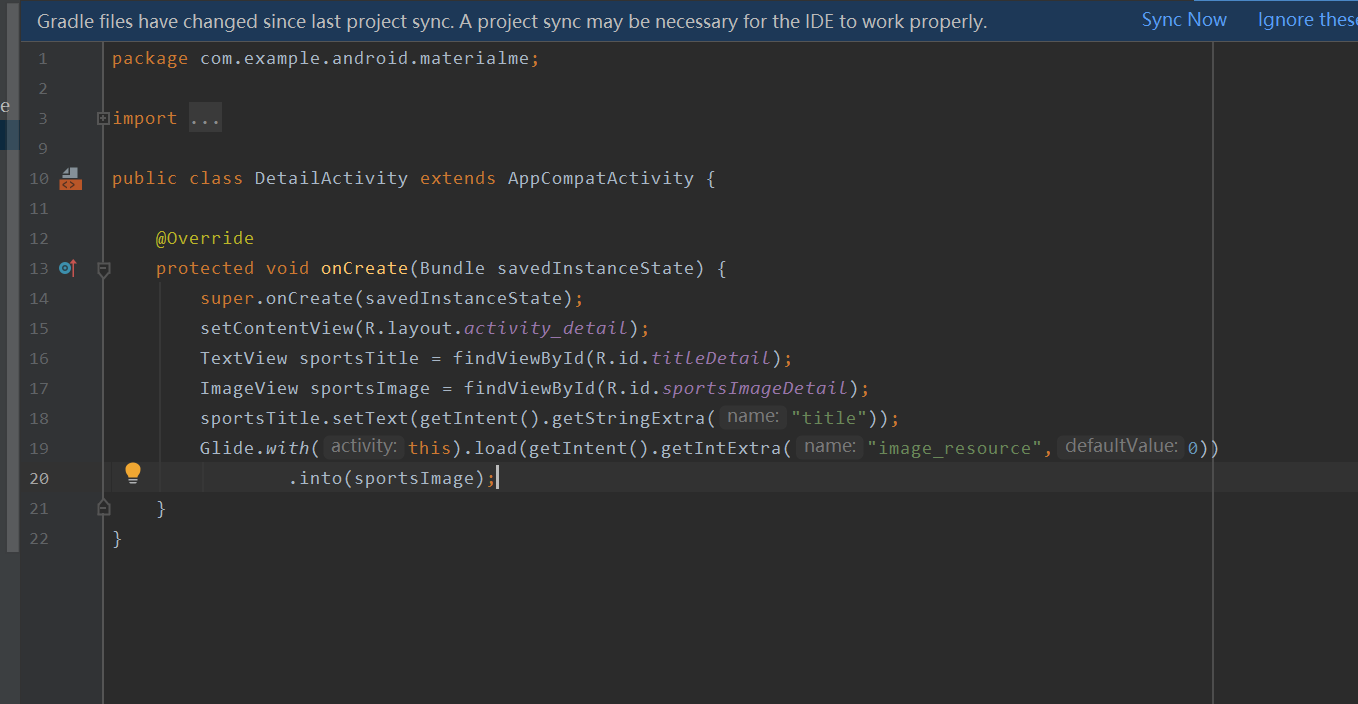 Gradle files have changed since last project sync. A project sync may be necessary for the IDE to work properly. Sync Now Ignore these
e
1 package com.example.android.materialme;
2
3 import ...
9
10 public class DetailActivity extends AppCompatActivity {
11
12 @Override
13 protected void onCreate(Bundle savedInstanceState) {
14 super.onCreate(savedInstanceState);
15 setContentView(R.layout.activity_detail);
16 TextView sportsTitle = findViewById(R.id.titleDetail);
17 ImageView sportsImage = findViewById(R.id.sportsImageDetail);
18 sportsTitle.setText(getIntent().getStringExtra( name: "title"));
19 Glide.with( activity: this).load(getIntent().getIntExtra( name: "image_resource", defaultValue: 0))
20 .into(sportsImage);
21 }
22 }